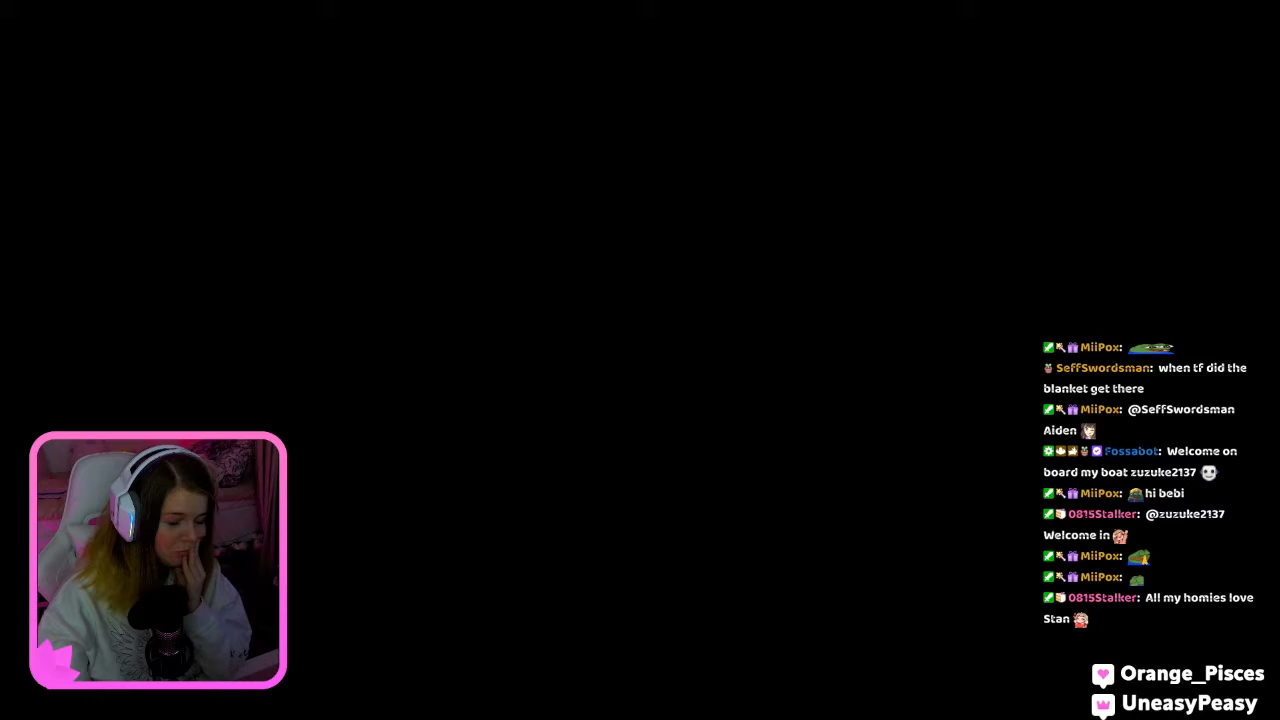 MiiPox:
SeffSwordsman: when tf did the
blanket get there
MiiPox: @SeffSwordsman
Aiden
Fossabot: Welcome on
board my boat zuzuke2137
MiiPox: hi bebi
0815Stalker: @zuzuke2137
Welcome in
MiiPox:
MiiPox:
0815Stalker: All my homies love
Stan
Orange_Pisces
UneasyPeasy